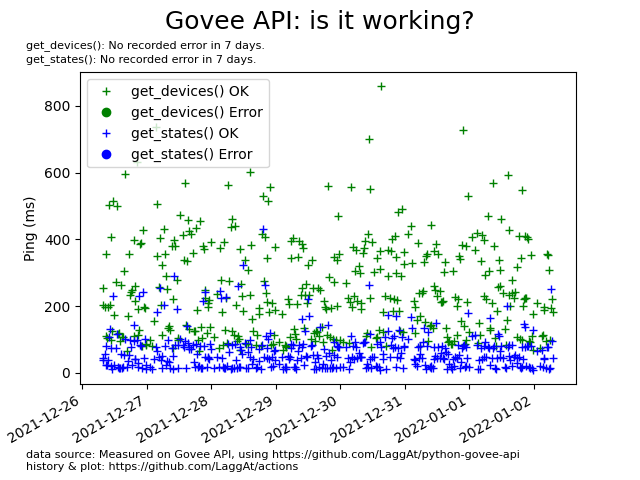 Govee API: is it working?
get_devices(): No recorded error in 7 days.
get_states(): No recorded error in 7 days.
get_devices() OK
get_devices() Error
get_states() OK
get_states() Error
Ping (ms)
800
600
400
200
0
2021-12-26
2021-12-27
2021-12-28
2021-12-29
2021-12-30
2021-12-31
2022-01-01
2022-01-02
data source: Measured on Govee API, using https://github.com/LaggAt/python-govee-api
history & plot: https://github.com/LaggAt/actions